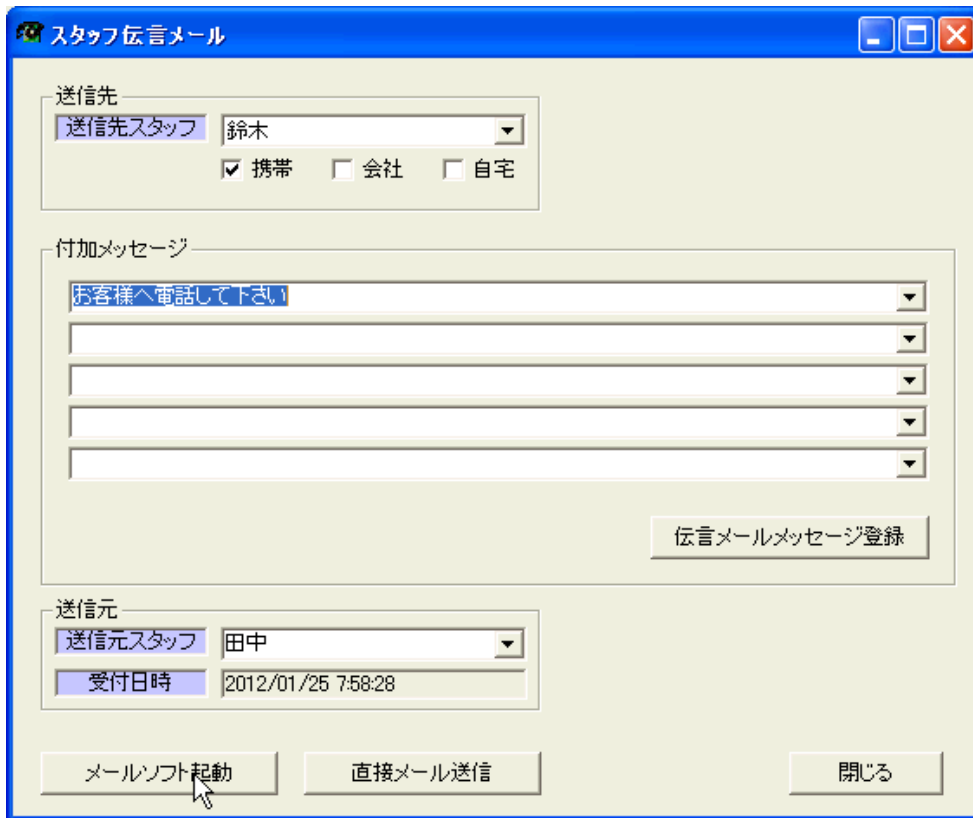 スタッフ伝言メール
送信先
送信先スタッフ 鈴木
携帯 会社 自宅
付加メッセージ
お客様へ電話して下さい
伝言メールメッセージ登録
送信元
送信元スタッフ 田中
受付日時 2012/01/25 7:58:28
メールソフト起動 直接メール送信 閉じる